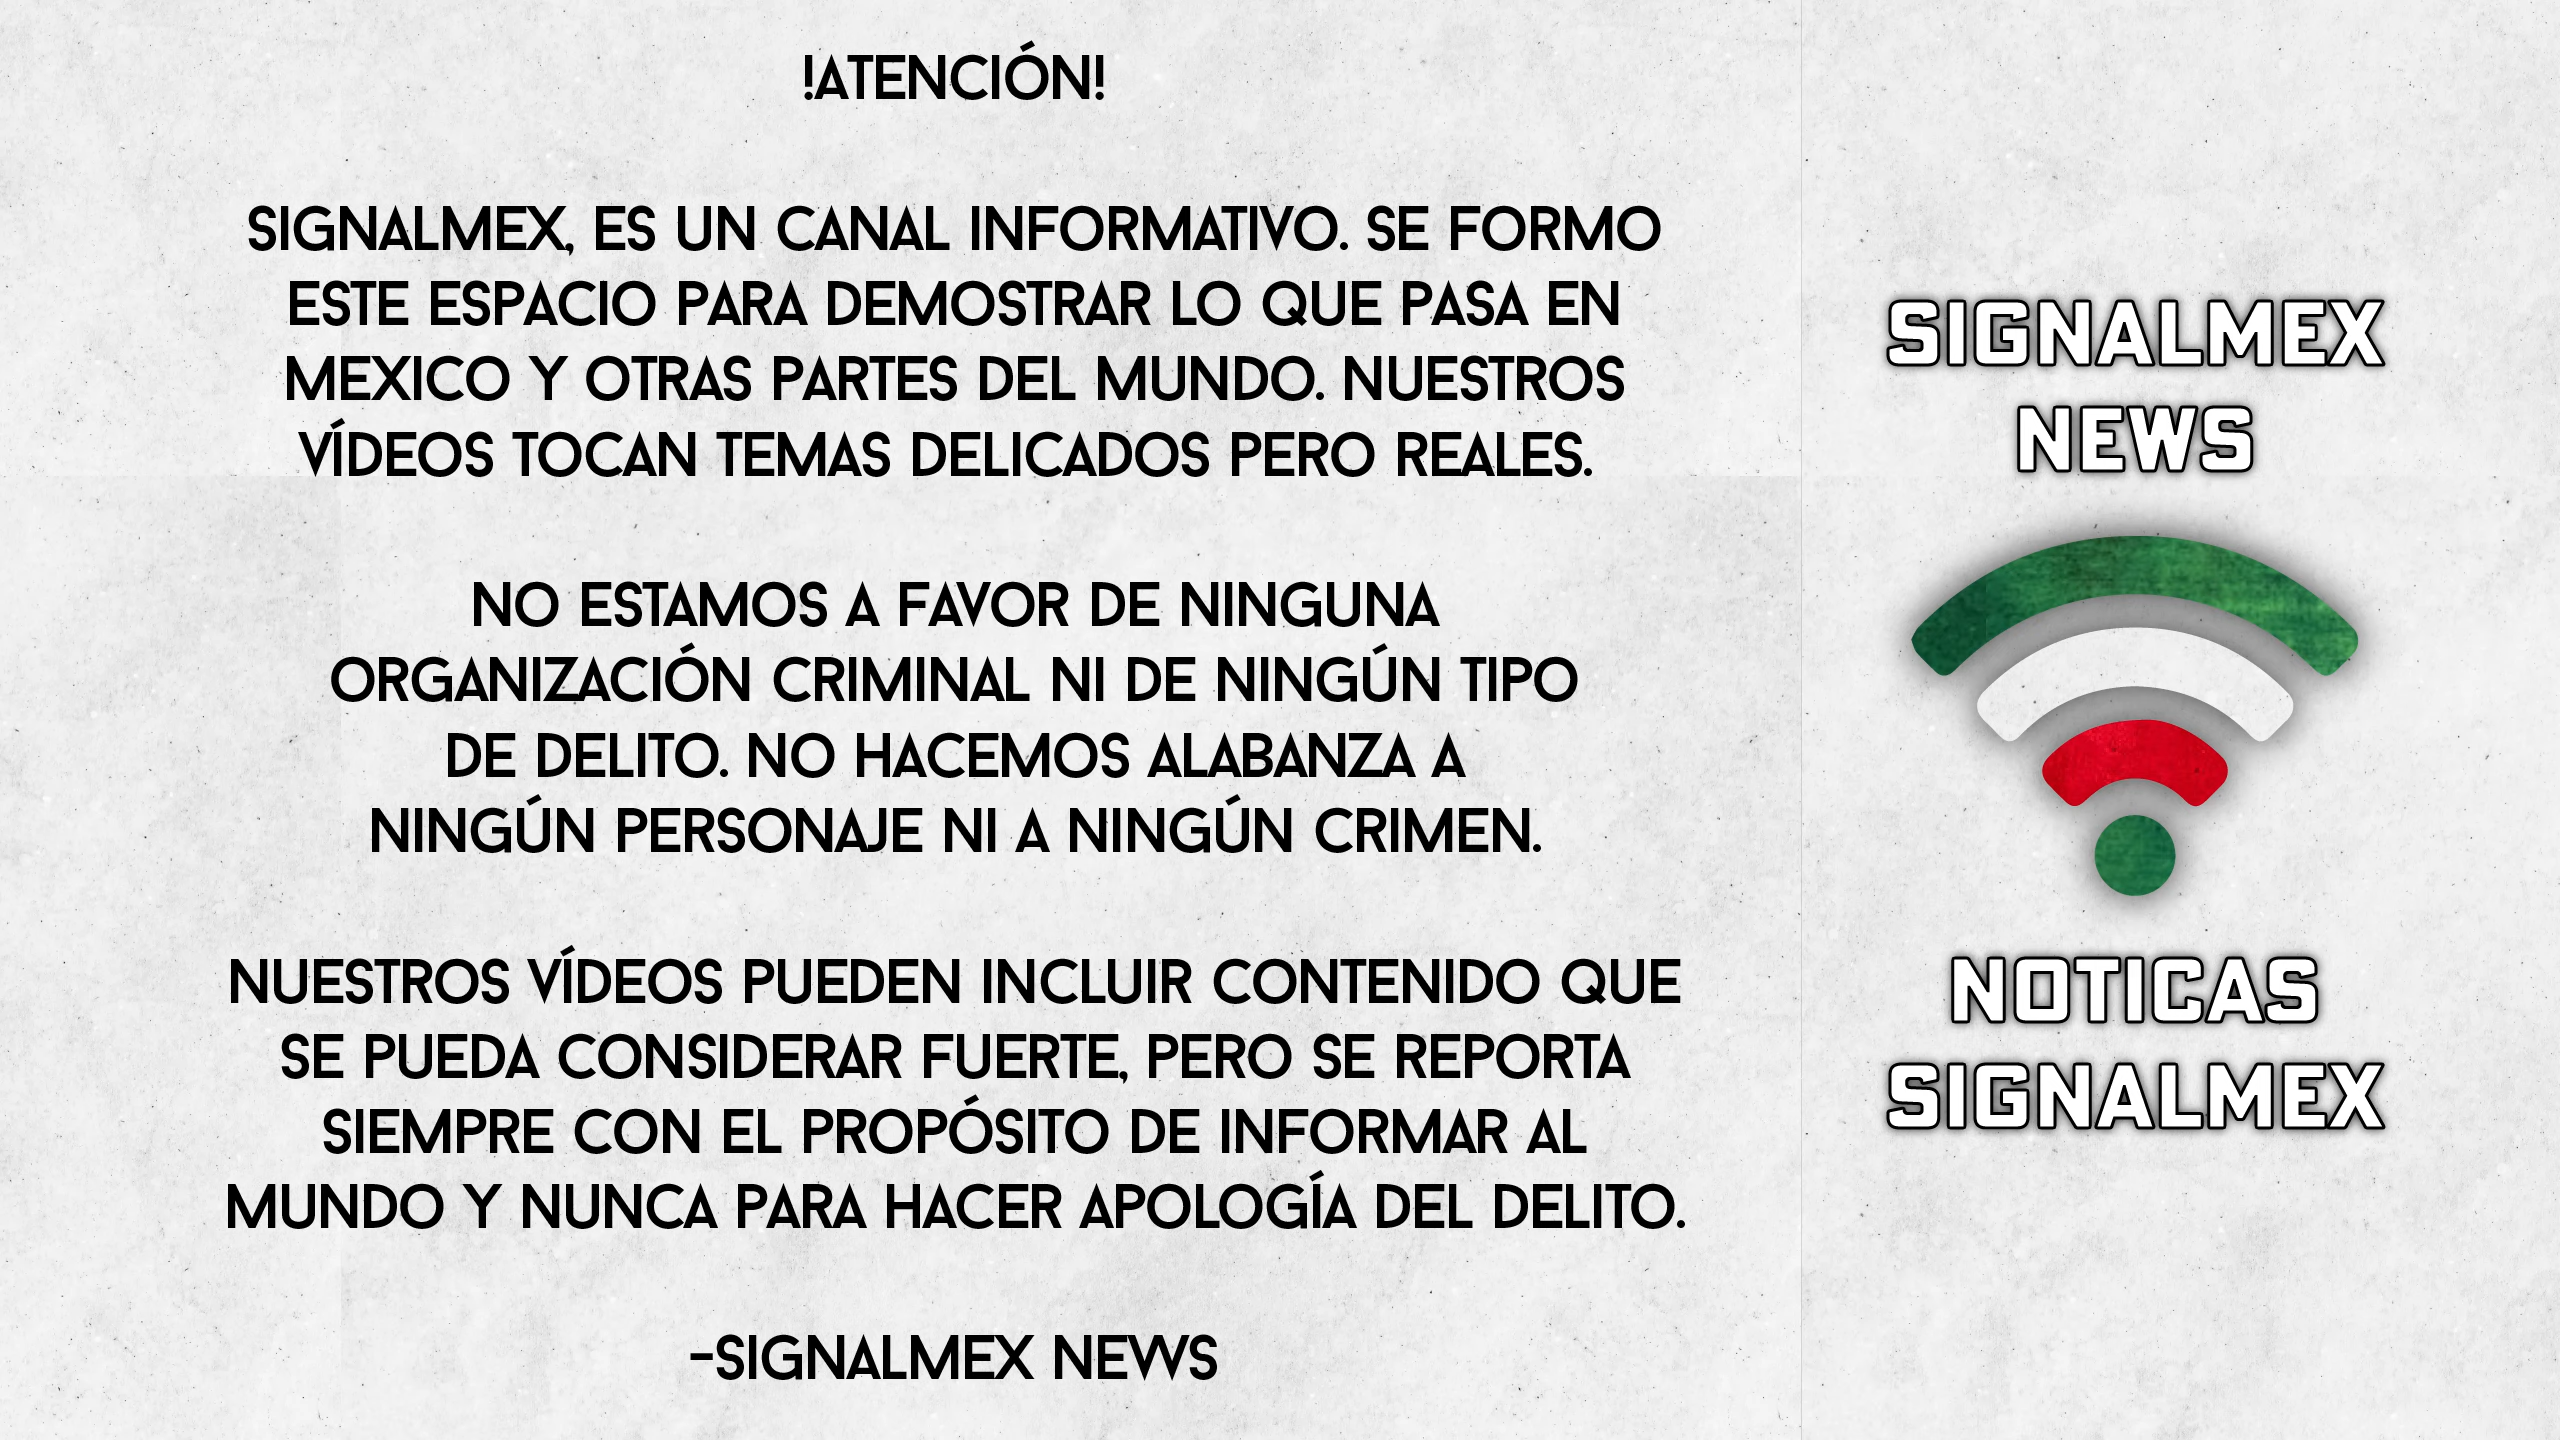 !ATENCIÓN!
SIGNALMEX, ES UN CANAL INFORMATIVO. SE FORMO
ESTE ESPACIO PARA DEMOSTRAR LO QUE PASA EN
MEXICO Y OTRAS PARTES DEL MUNDO. NUESTROS
VÍDEOS TOCAN TEMAS DELICADOS PERO REALES.
NO ESTAMOS A FAVOR DE NINGUNA
ORGANIZACIÓN CRIMINAL NI DE NINGÚN TIPO
DE DELITO. NO HACEMOS ALABANZA A
NINGÚN PERSONAJE NI A NINGÚN CRIMEN.
NUESTROS VÍDEOS PUEDEN INCLUIR CONTENIDO QUE
SE PUEDA CONSIDERAR FUERTE, PERO SE REPORTA
SIEMPRE CON EL PROPÓSITO DE INFORMAR AL
MUNDO Y NUNCA PARA HACER APOLOGÍA DEL DELITO.
-SIGNALMEX NEWS
SIGNALMEX
NEWS
NOTICAS
SIGNALMEX